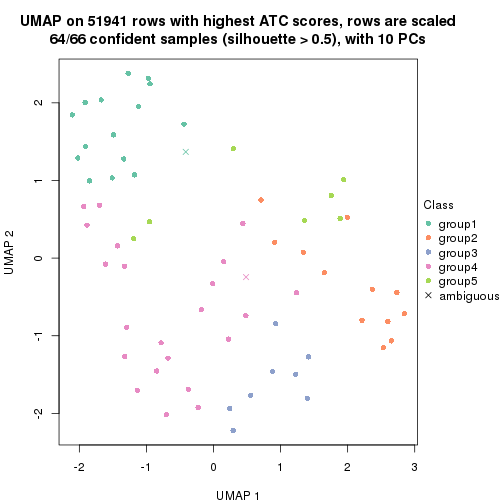 UMAP on 51941 rows with highest ATC scores, rows are scaled
64/66 confident samples (silhouette > 0.5), with 10 PCs
2
1
0
-1
-2
UMAP 2
-2
-1
0
1
2
3
UMAP 1
Class
group1
group2
group3
group4
group5
ambiguous